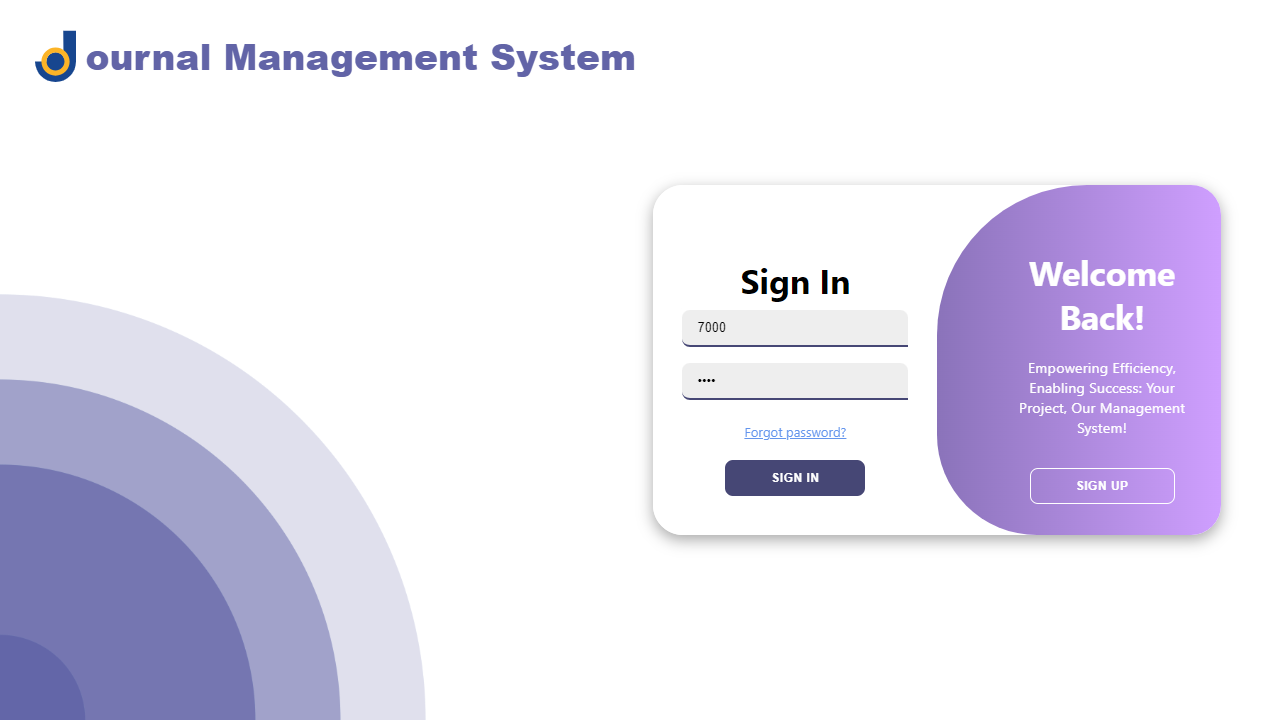 Journal Management System
Sign In
7000
••••
Forgot password?
SIGN IN
Welcome
Back!
Empowering Efficiency,
Enabling Success: Your
Project, Our Management
System!
SIGN UP